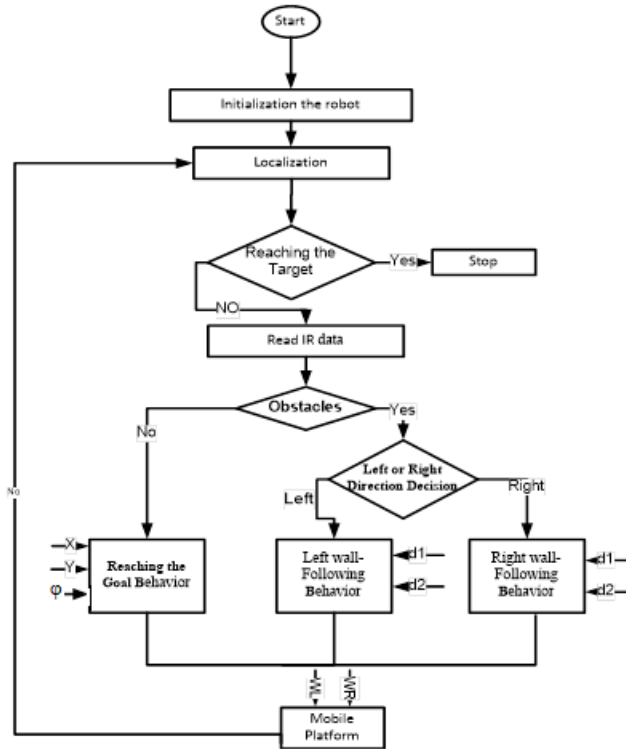 Start
Initialization the robot
Localization
Reaching the
Target
Yes
Stop
NO
Read IR data
Obstacles
No
Yes
Left or Right
Direction Decision
Left
Right
No
X
Y
φ
Reaching the
Goal Behavior
Left wall-
Following
Behavior
d1
d2
Right wall-
Following
Behavior
d1
d2
WL
WR
Mobile
Platform